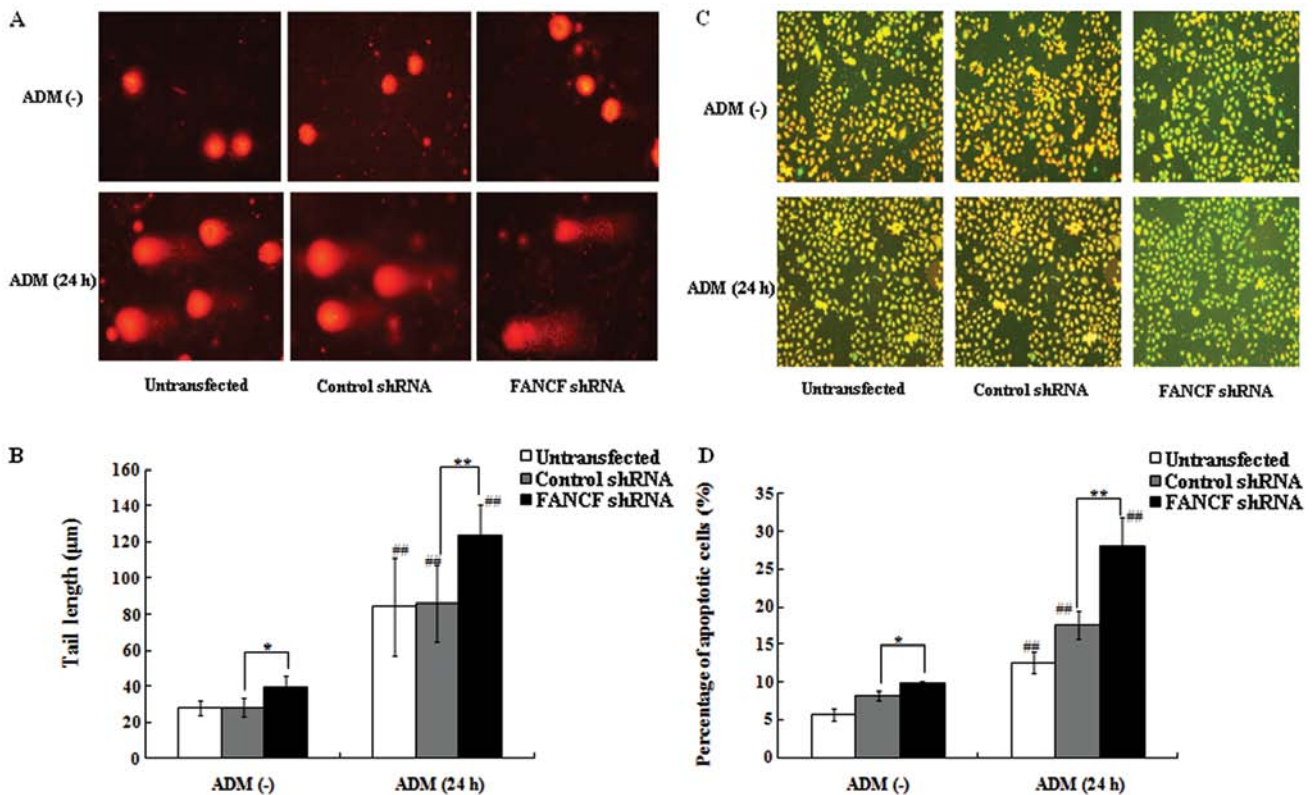 A
ADM (-)
ADM (24 h)
Untransfected
Control shRNA
FANCF shRNA
C
ADM (-)
ADM (24 h)
Untransfected
Control shRNA
FANCF shRNA
B
Untransfected
Control shRNA
FANCF shRNA
Tail length (μm)
160
140
120
100
80
60
40
20
0
*
##
##
**
##
ADM (-)
ADM (24 h)
D
Untransfected
Control shRNA
FANCF shRNA
Percentage of apoptotic cells (%)
35
30
25
20
15
10
5
0
*
##
##
**
##
ADM (-)
ADM (24 h)